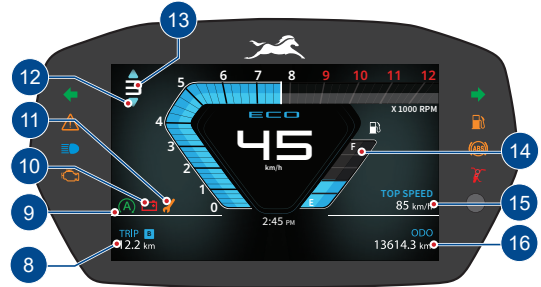 13
12
11
10
9
8
14
15
16
3
5 6 7 8 9 10 11 12
X 1000 RPM
4
3
2
1
0
ECO
45
km/h
F
E
(ABS)
A
TOP SPEED
85 km/h
2:45 PM
TRIP B
12.2 km
ODO
13614.3 km